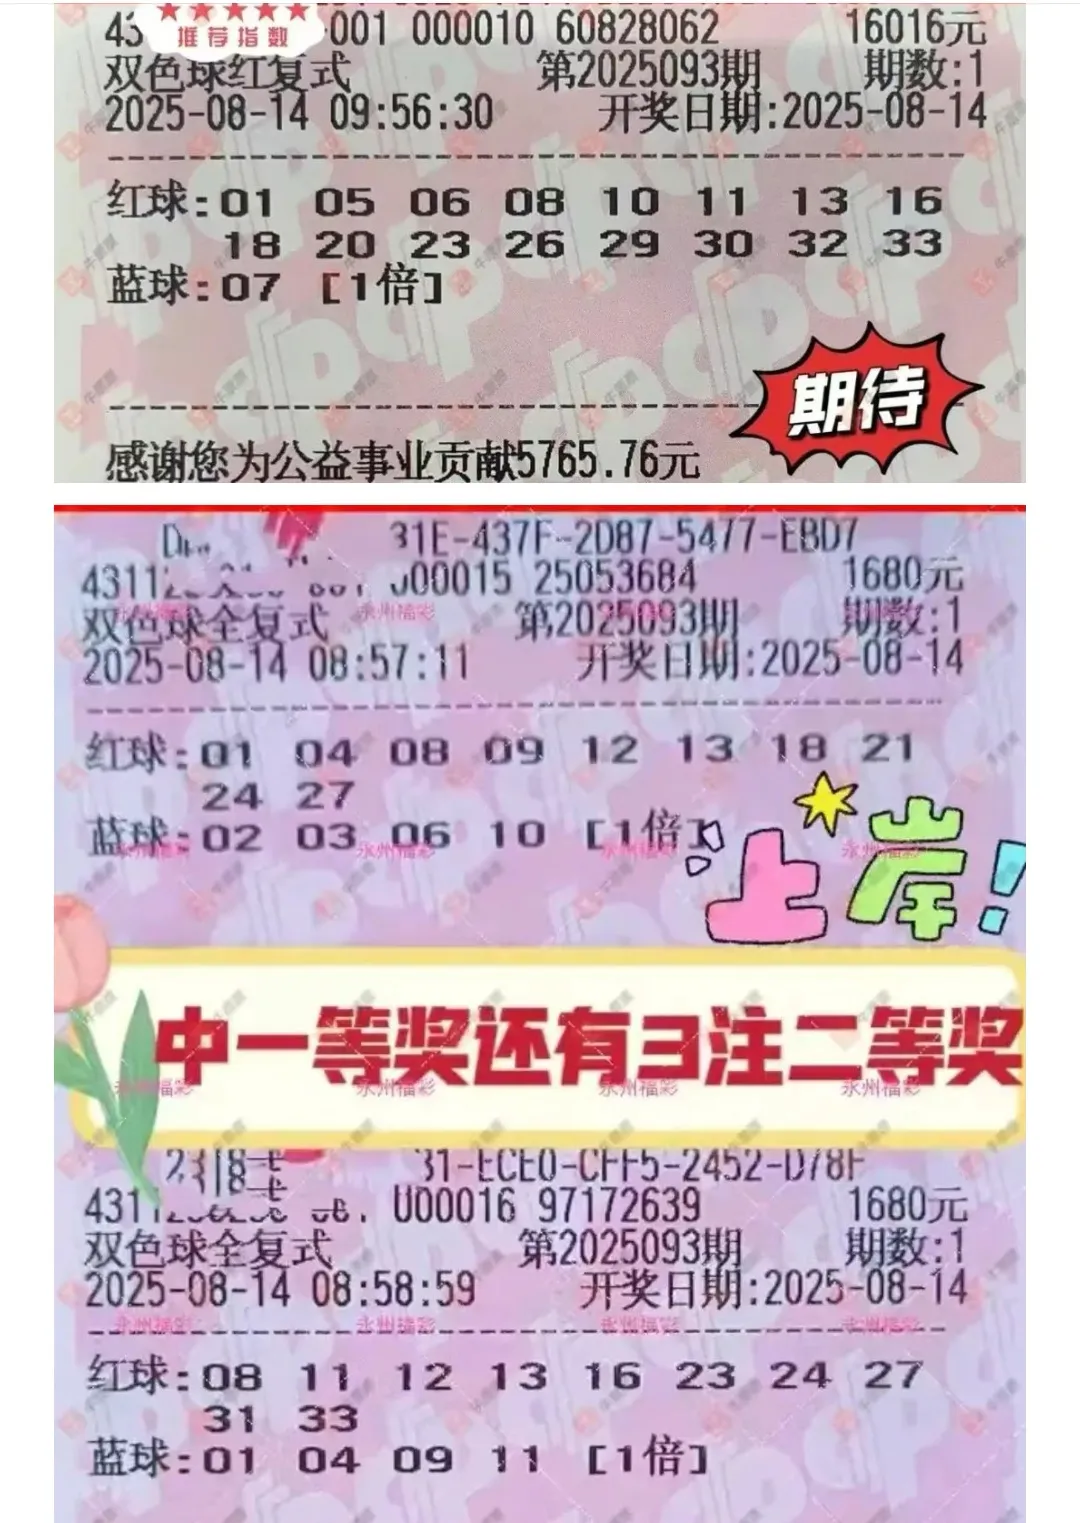 推荐指数
43 -001 000010 60828062 16016元
双色球红复式 第2025093期 期数:1
2025-08-14 09:56:30 开奖日期:2025-08-14
红球:01 05 06 08 10 11 13 16
18 20 23 26 29 30 32 33
蓝球:07 [1倍]
期待
感谢您为公益事业贡献5765.76元
31E-437F-2D87-5477-EBD7
4311 000015 25053684 1680元
双色球全复式 第2025093期 期数:1
2025-08-14 08:57:11 开奖日期:2025-08-14
红球:01 04 08 09 12 13 18 21
24 27
蓝球:02 03 06 10 [1倍]
上岸!
中一等奖还有3注二等奖
31-ECE0-CFF5-2452-D78F
4311 000016 97172639 1680元
双色球全复式 第2025093期 期数:1
2025-08-14 08:58:59 开奖日期:2025-08-14
红球:08 11 12 13 16 23 24 27
31 33
蓝球:01 04 09 11 [1倍]
永州福彩